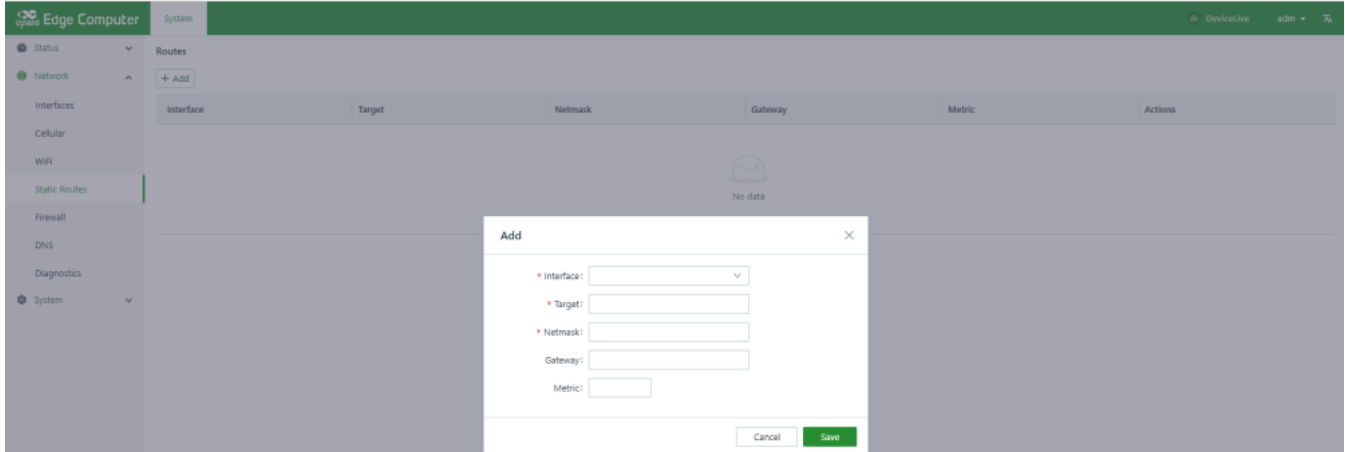 Edge Computer
System
DeviceLive
adm
Status
Network
Interfaces
Cellular
WiFi
Static Routes
Firewall
DNS
Diagnostics
System
Routes
+ Add
Interface Target Netmask Gateway Metric Actions
No data
Add
* Interface:
* Target:
* Netmask:
Gateway:
Metric:
Cancel Save